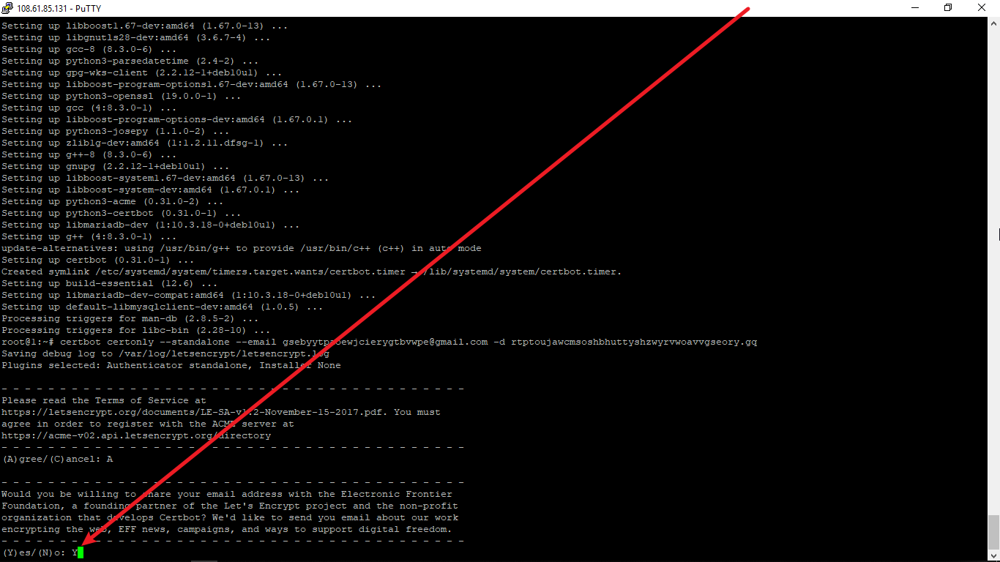 108.61.85.131 - PuTTY
Setting up libboost1.67-dev:amd64 (1.67.0-13) ...
Setting up libgnutls28-dev:amd64 (3.6.7-4) ...
Setting up gcc-8 (8.3.0-6) ...
Setting up python3-parsedatetime (2.4-2) ...
Setting up gpg-wks-client (2.2.12-1+deb10u1) ...
Setting up libboost-program-options1.67-dev:amd64 (1.67.0-13) ...
Setting up python3-openssl (19.0.0-1) ...
Setting up gcc (4:8.3.0-1) ...
Setting up libboost-program-options-dev:amd64 (1.67.0.1) ...
Setting up python3-josepy (1.1.0-2) ...
Setting up zlib1g-dev:amd64 (1:1.2.11.dfsg-1) ...
Setting up g++-8 (8.3.0-6) ...
Setting up gnupg (2.2.12-1+deb10u1) ...
Setting up libboost-system1.67-dev:amd64 (1.67.0-13) ...
Setting up libboost-system-dev:amd64 (1.67.0.1) ...
Setting up python3-acme (0.31.0-2) ...
Setting up python3-certbot (0.31.0-1) ...
Setting up libmariadb-dev (1:10.3.18-0+deb10u1) ...
Setting up g++ (4:8.3.0-1) ...
update-alternatives: using /usr/bin/g++ to provide /usr/bin/c++ (c++) in auto mode
Setting up certbot (0.31.0-1) ...
Created symlink /etc/systemd/system/timers.target.wants/certbot.timer → /lib/systemd/system/certbot.timer.
Setting up build-essential (12.6) ...
Setting up libmariadb-dev-compat:amd64 (1:10.3.18-0+deb10u1) ...
Setting up default-libmysqlclient-dev:amd64 (1.0.5) ...
Processing triggers for man-db (2.8.5-2) ...
Processing triggers for libc-bin (2.28-10) ...
root@1:~# certbot certonly --standalone --email -d rtptoujawcmsoshbhuttyshzwyrvwoavvgseory.gq
Saving debug log to /var/log/letsencrypt/letsencrypt.log
Plugins selected: Authenticator standalone, Installer None
- - - - - - - - - - - - - - - - - - - - - - - - - - - - - - - - - - - - - - - -
Please read the Terms of Service at
https://letsencrypt.org/documents/LE-SA-v1.2-November-15-2017.pdf. You must
agree in order to register with the ACME server at
https://acme-v02.api.letsencrypt.org/directory
- - - - - - - - - - - - - - - - - - - - - - - - - - - - - - - - - - - - - - - -
(A)gree/(C)ancel: A
- - - - - - - - - - - - - - - - - - - - - - - - - - - - - - - - - - - - - - - -
Would you be willing to share your email address with the Electronic Frontier
Foundation, a founding partner of the Let's Encrypt project and the non-profit
organization that develops Certbot? We'd like to send you email about our work
encrypting the web, EFF news, campaigns, and ways to support digital freedom.
- - - - - - - - - - - - - - - - - - - - - - - - - - - - - - - - - - - - - - - -
(Y)es/(N)o: Y